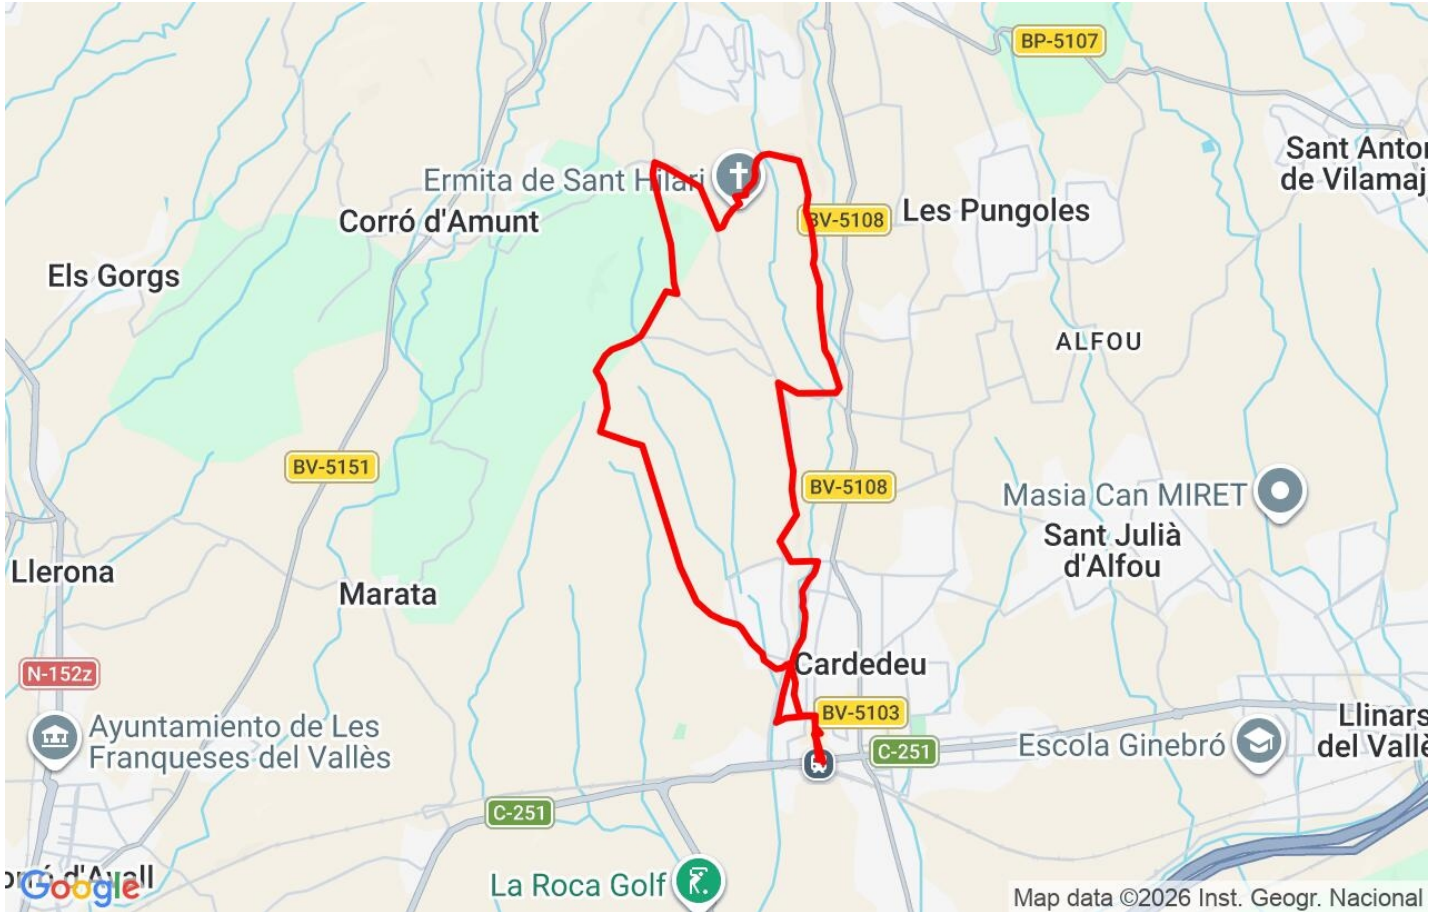 BP-5107
Sant Anto
de Vilamaj
Ermita de Sant Hilari
Corró d'Amunt
BV-5108
Les Pungoles
Els Gorgs
ALFOU
BV-5151
BV-5108
Masia Can MIRET
Sant Julià
d'Alfou
Llerona
Marata
N-152z
Cardedeu
BV-5103
Ayuntamiento de Les
Franqueses del Vallès
C-251
Escola Ginebró
Llinars
del Vallè
C-251
La Roca Golf
Google
Map data ©2026 Inst. Geogr. Nacional